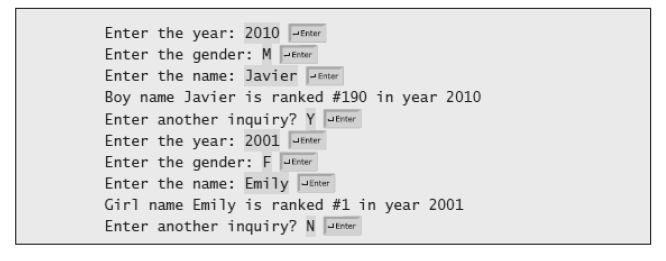 Enter the year: 2010 ↵Enter
Enter the gender: M ↵Enter
Enter the name: Javier ↵Enter
Boy name Javier is ranked #190 in year 2010
Enter another inquiry? Y ↵Enter
Enter the year: 2001 ↵Enter
Enter the gender: F ↵Enter
Enter the name: Emily ↵Enter
Girl name Emily is ranked #1 in year 2001
Enter another inquiry? N ↵Enter